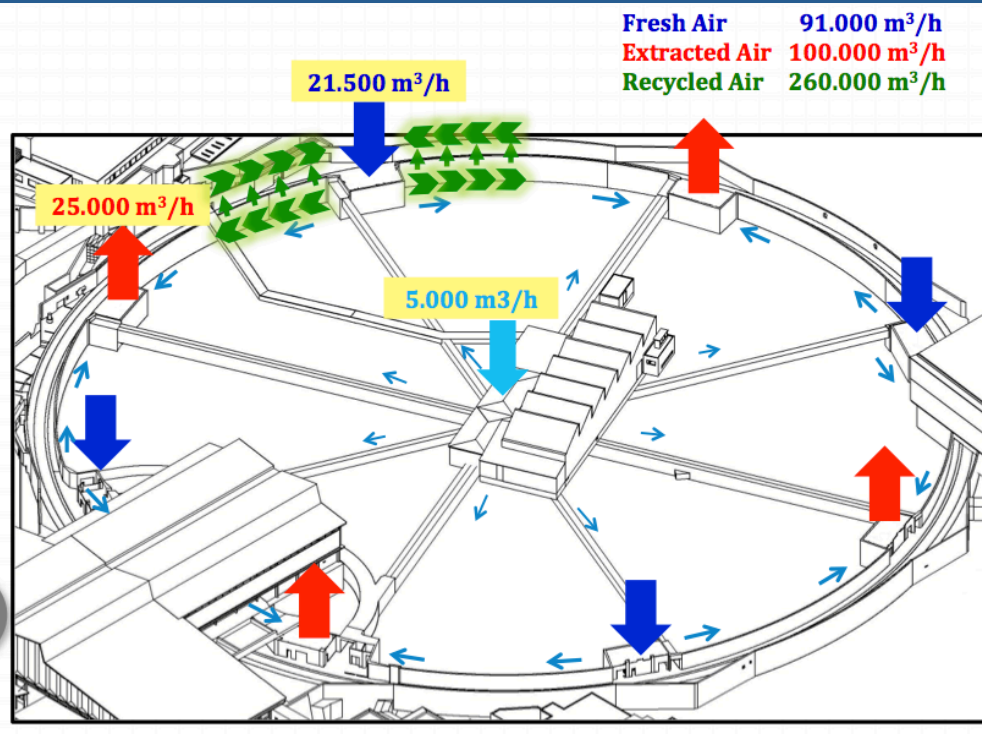 Fresh Air 91.000 m³/h
Extracted Air 100.000 m³/h
Recycled Air 260.000 m³/h
21.500 m³/h
25.000 m³/h
5.000 m3/h